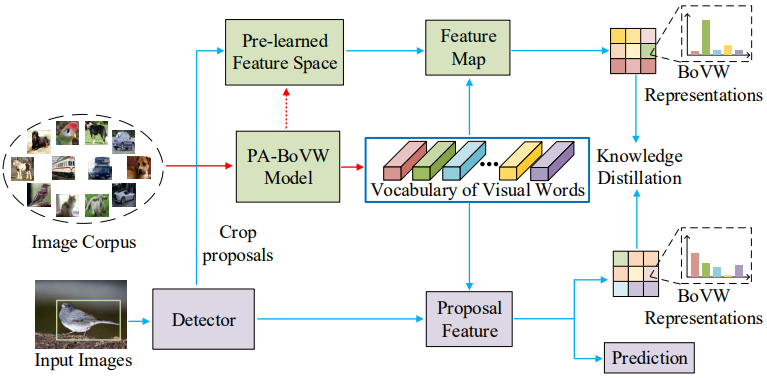 Pre-learned
Feature Space
Feature
Map
BoVW
Representations
PA-BoVW
Model
Vocabulary of Visual Words
Knowledge
Distillation
Image Corpus
Crop
proposals
Input Images
Detector
Proposal
Feature
BoVW
Representations
Prediction